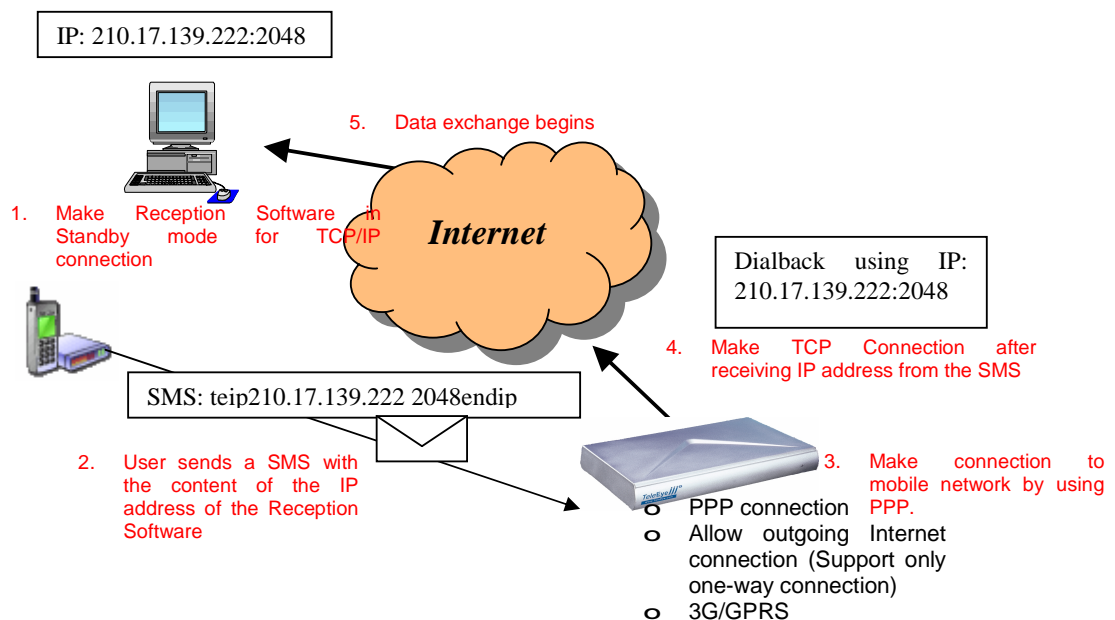 IP: 210.17.139.222:2048
5. Data exchange begins
1. Make Reception Software in
Standby mode for TCP/IP
connection
Internet
Dialback using IP:
210.17.139.222:2048
4. Make TCP Connection after
receiving IP address from the SMS
SMS: teip210.17.139.222 2048endip
2. User sends a SMS with
the content of the IP
address of the Reception
Software
TeleEye III
3. Make connection to
mobile network by using
PPP.
o PPP connection
o Allow outgoing Internet
connection (Support only
one-way connection)
o 3G/GPRS